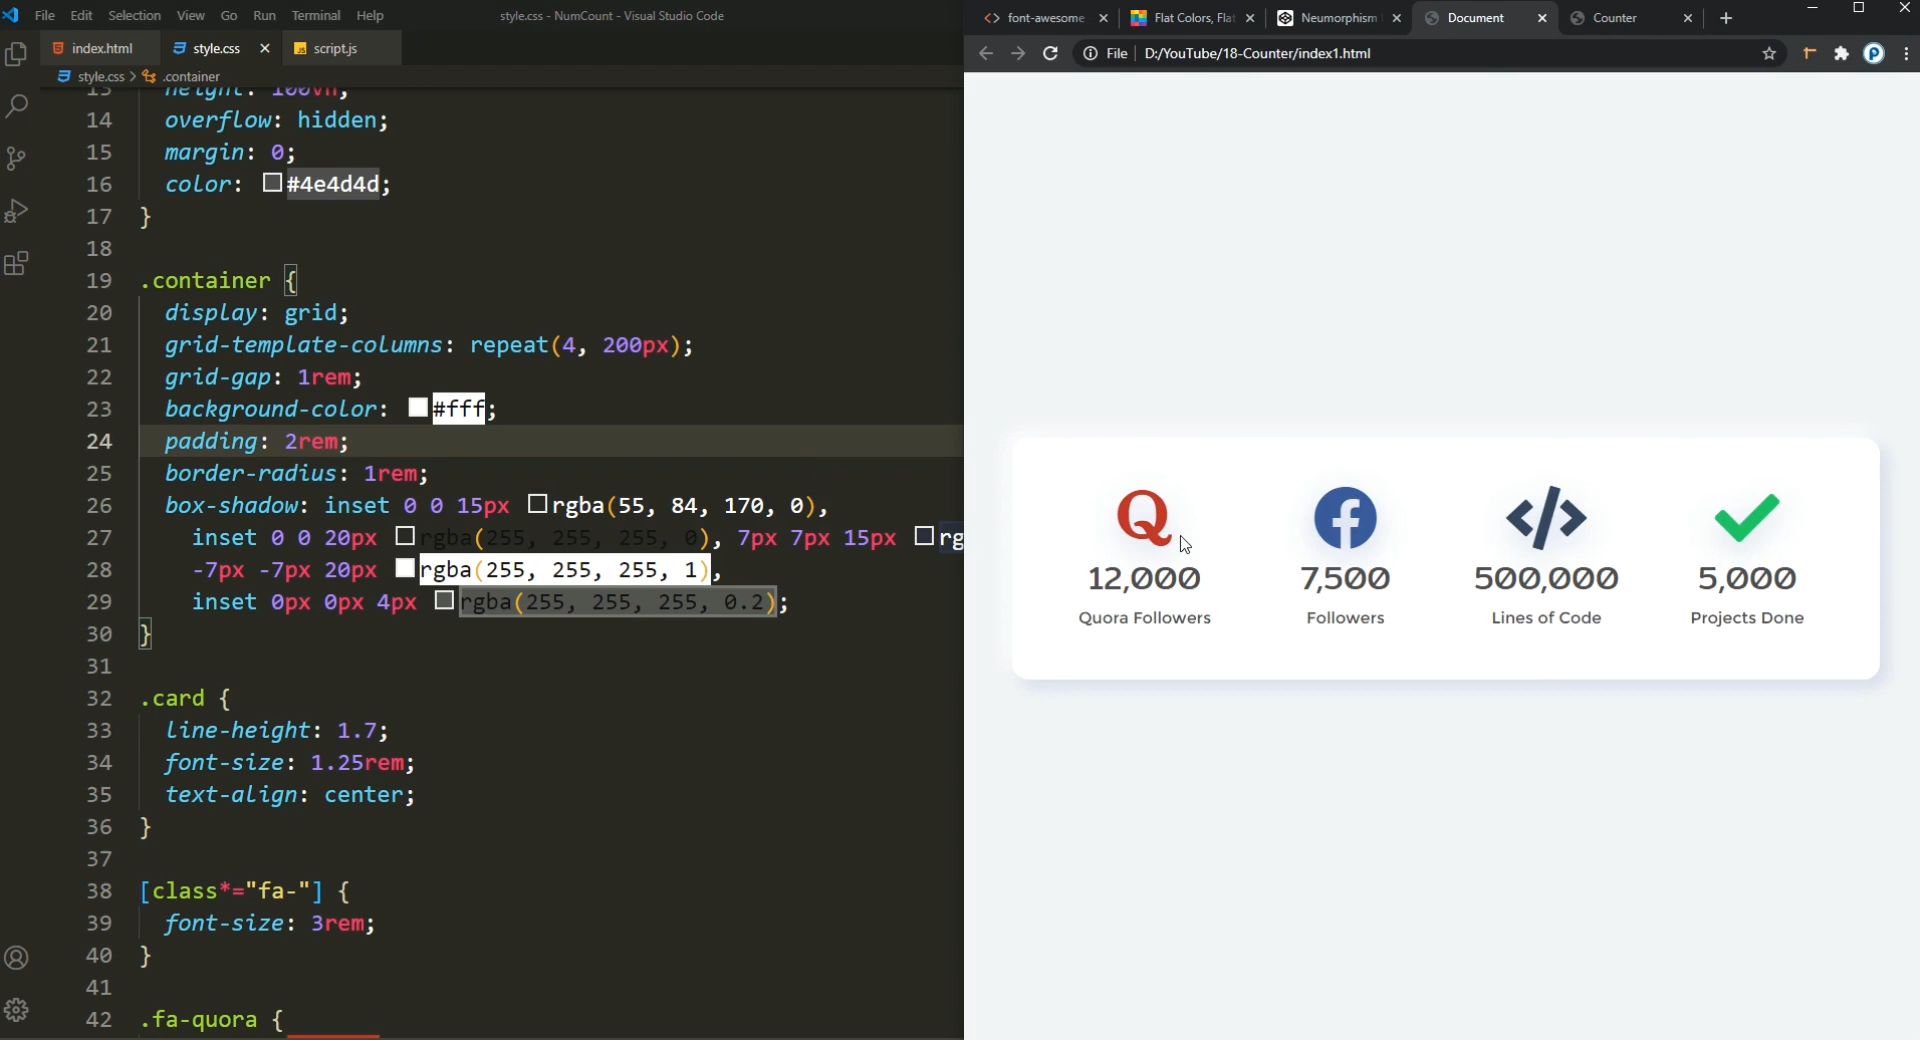 File Edit Selection View Go Run Terminal Help
style.css - NumCount - Visual Studio Code
index.html
style.css
script.js
style.css > .container
13 height: 100vh;
14 overflow: hidden;
15 margin: 0;
16 color: #4e4d4d;
17 }
18
19 .container {
20 display: grid;
21 grid-template-columns: repeat(4, 200px);
22 grid-gap: 1rem;
23 background-color: #fff;
24 padding: 2rem;
25 border-radius: 1rem;
26 box-shadow: inset 0 0 15px rgba(55, 84, 170, 0),
27 inset 0 0 20px rgba(255, 255, 255, 0), 7px 7px 15px rg
28 -7px -7px 20px rgba(255, 255, 255, 1),
29 inset 0px 0px 4px rgba(255, 255, 255, 0.2);
30 }
31
32 .card {
33 line-height: 1.7;
34 font-size: 1.25rem;
35 text-align: center;
36 }
37
38 [class*="fa-"] {
39 font-size: 3rem;
40 }
41
42 .fa-quora {
font-awesome
Flat Colors, Fla
Neumorphism
Document
Counter
File D:/YouTube/18-Counter/index1.html
Q
12,000
Quora Followers
7,500
Followers
</>
500,000
Lines of Code
5,000
Projects Done